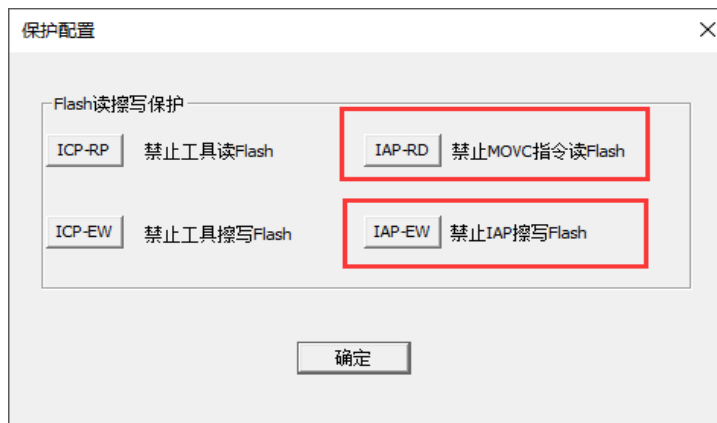 保护配置
Flash读擦写保护
ICP-RP 禁止工具读Flash IAP-RD 禁止MOVC指令读Flash
ICP-EW 禁止工具擦写Flash IAP-EW 禁止IAP擦写Flash
确定